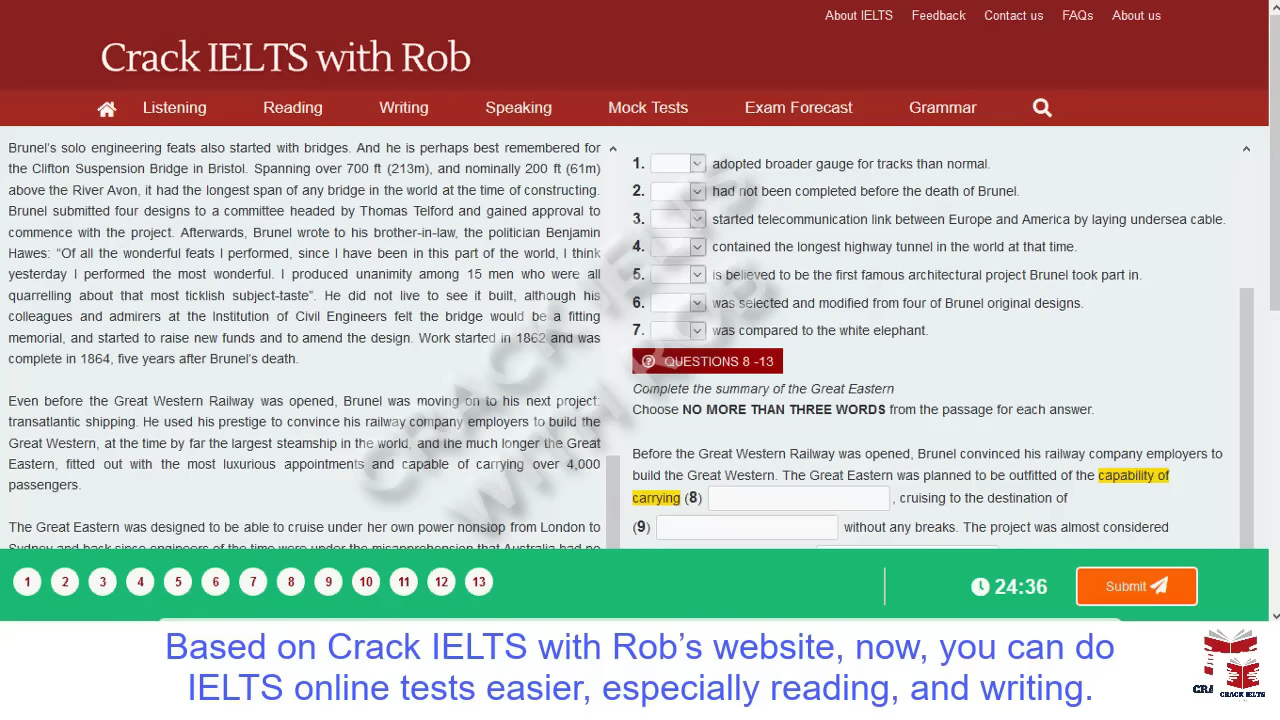 About IELTS Feedback Contact us FAQs About us
Crack IELTS with Rob
Listening Reading Writing Speaking Mock Tests Exam Forecast Grammar
Brunel's solo engineering feats also started with bridges. And he is perhaps best remembered for
the Clifton Suspension Bridge in Bristol. Spanning over 700 ft (213m), and nominally 200 ft (61m)
above the River Avon, it had the longest span of any bridge in the world at the time of constructing.
Brunel submitted four designs to a committee headed by Thomas Telford and gained approval to
commence with the project. Afterwards, Brunel wrote to his brother-in-law, the politician Benjamin
Hawes: “Of all the wonderful feats I performed, since I have been in this part of the world, I think
yesterday I performed the most wonderful. I produced unanimity among 15 men who were all
quarrelling about that most ticklish subject-taste”. He did not live to see it built, although his
colleagues and admirers at the Institution of Civil Engineers felt the bridge would be a fitting
memorial, and started to raise new funds and to amend the design. Work started in 1862 and was
complete in 1864, five years after Brunel's death.
Even before the Great Western Railway was opened, Brunel was moving on to his next project:
transatlantic shipping. He used his prestige to convince his railway company employers to build the
Great Western, at the time by far the largest steamship in the world, and the much longer the Great
Eastern, fitted out with the most luxurious appointments and capable of carrying over 4,000
passengers.
The Great Eastern was designed to be able to cruise under her own power nonstop from London to
Sydney and back since engineers of the time were under the misapprehension that Australia had no
1. adopted broader gauge for tracks than normal.
2. had not been completed before the death of Brunel.
3. started telecommunication link between Europe and America by laying undersea cable.
4. contained the longest highway tunnel in the world at that time.
5. is believed to be the first famous architectural project Brunel took part in.
6. was selected and modified from four of Brunel original designs.
7. was compared to the white elephant.
QUESTIONS 8 -13
Complete the summary of the Great Eastern
Choose NO MORE THAN THREE WORDS from the passage for each answer.
Before the Great Western Railway was opened, Brunel convinced his railway company employers to
build the Great Western. The Great Eastern was planned to be outfitted of the capability of
carrying (8) , cruising to the destination of
(9) without any breaks. The project was almost considered
CRACK IELTS
WITH ROB
1 2 3 4 5 6 7 8 9 10 11 12 13
24:36
Submit
Based on Crack IELTS with Rob's website, now, you can do
IELTS online tests easier, especially reading, and writing.
CRA
CRACK IELTS